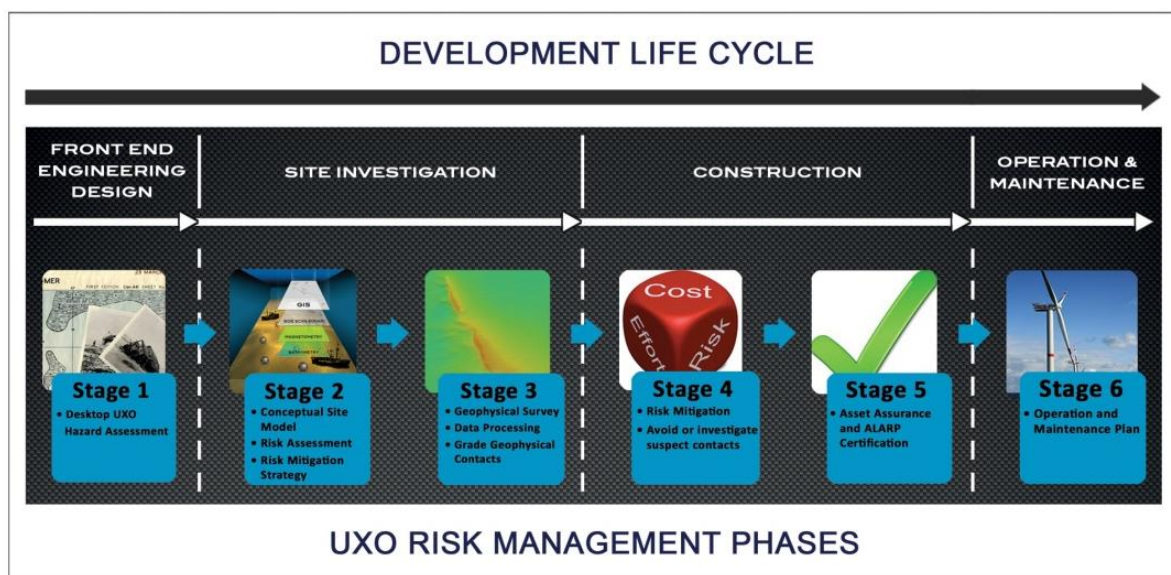 DEVELOPMENT LIFE CYCLE
FRONT END
ENGINEERING
DESIGN
SITE INVESTIGATION
CONSTRUCTION
OPERATION &
MAINTENANCE
GIS
MAGNETOMETRY
BATHYMETRY
Cost
Effort
Risk
Stage 1
• Desktop UXO
Hazard Assessment
Stage 2
• Conceptual Site
Model
• Risk Assessment
• Risk Mitigation
Strategy
Stage 3
• Geophysical Survey
• Data Processing
• Grade Geophysical
Contacts
Stage 4
• Risk Mitigation
• Avoid or investigate
suspect contacts
Stage 5
• Asset Assurance
and ALARP
Certification
Stage 6
• Operation and
Maintenance Plan
UXO RISK MANAGEMENT PHASES